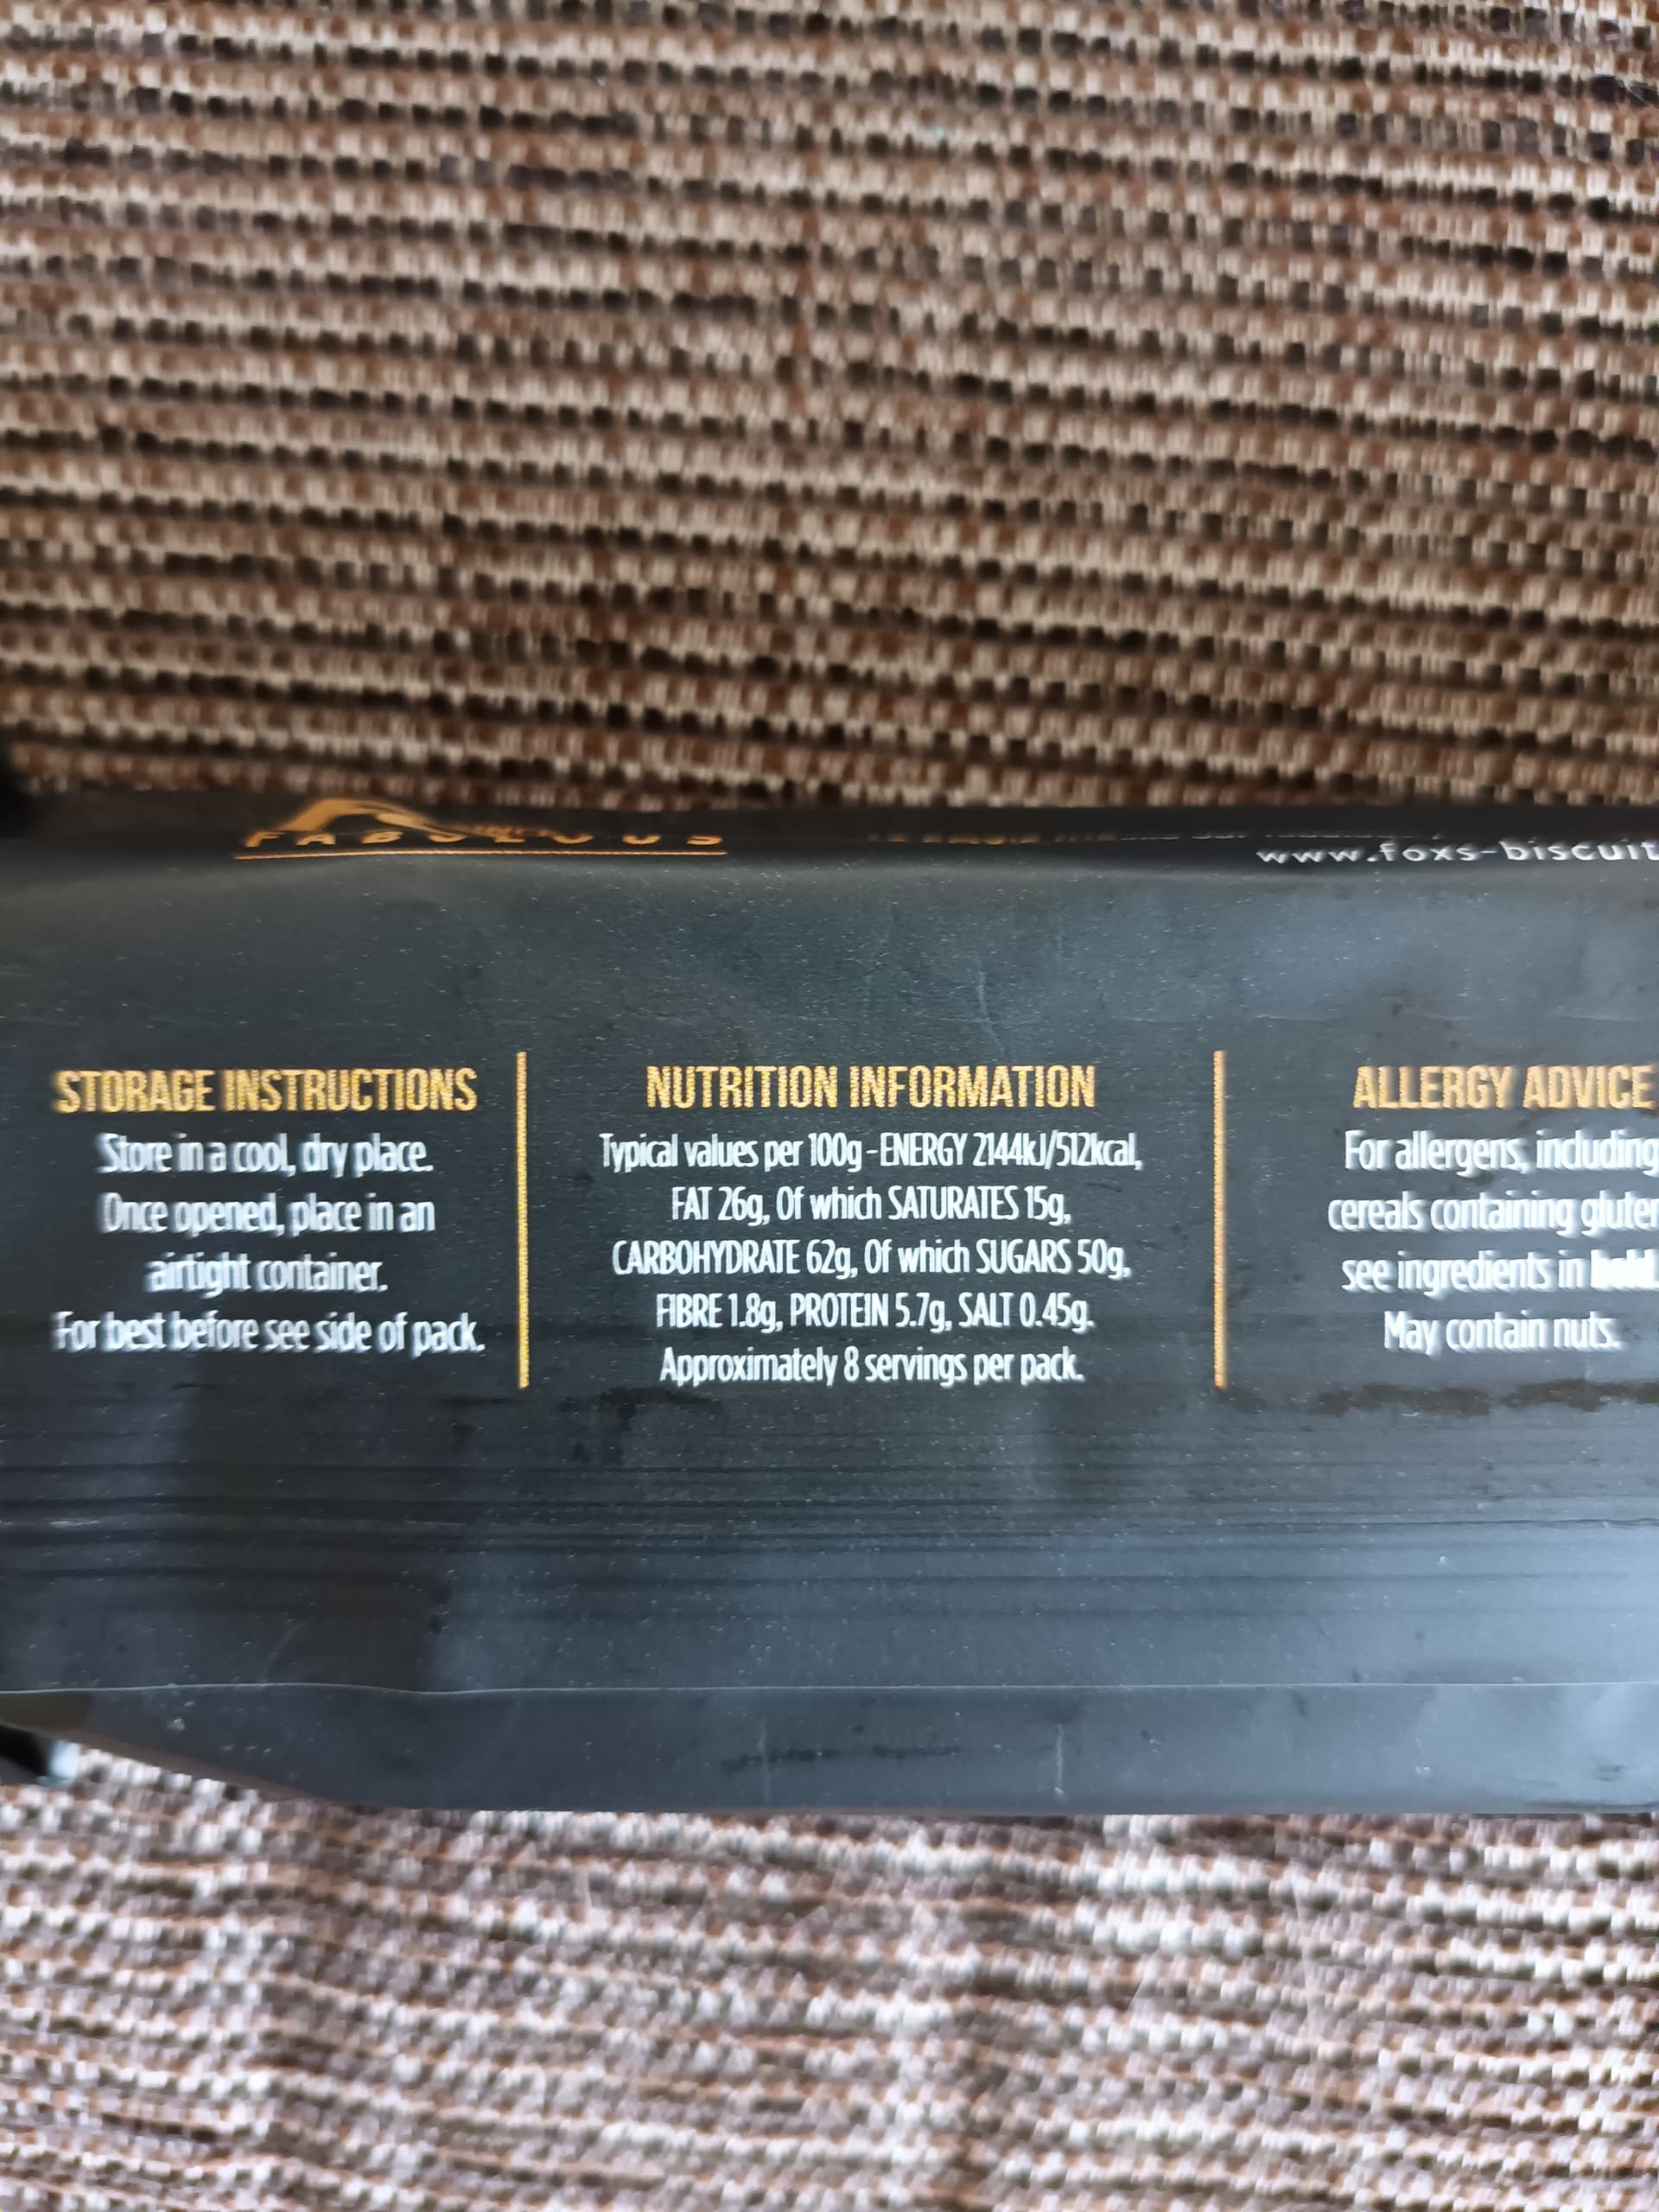 FABULOUS
www.foxs-biscuit
STORAGE INSTRUCTIONS
Store in a cool, dry place.
Once opened, place in an
airtight container.
For best before see side of pack.
NUTRITION INFORMATION
Typical values per 100g - ENERGY 2144kJ/512kcal,
FAT 26g, Of which SATURATES 15g,
CARBOHYDRATE 62g, Of which SUGARS 50g,
FIBRE 1.8g, PROTEIN 5.7g, SALT 0.45g.
Approximately 8 servings per pack.
ALLERGY ADVICE
For allergens, including
cereals containing gluten
see ingredients in bold.
May contain nuts.